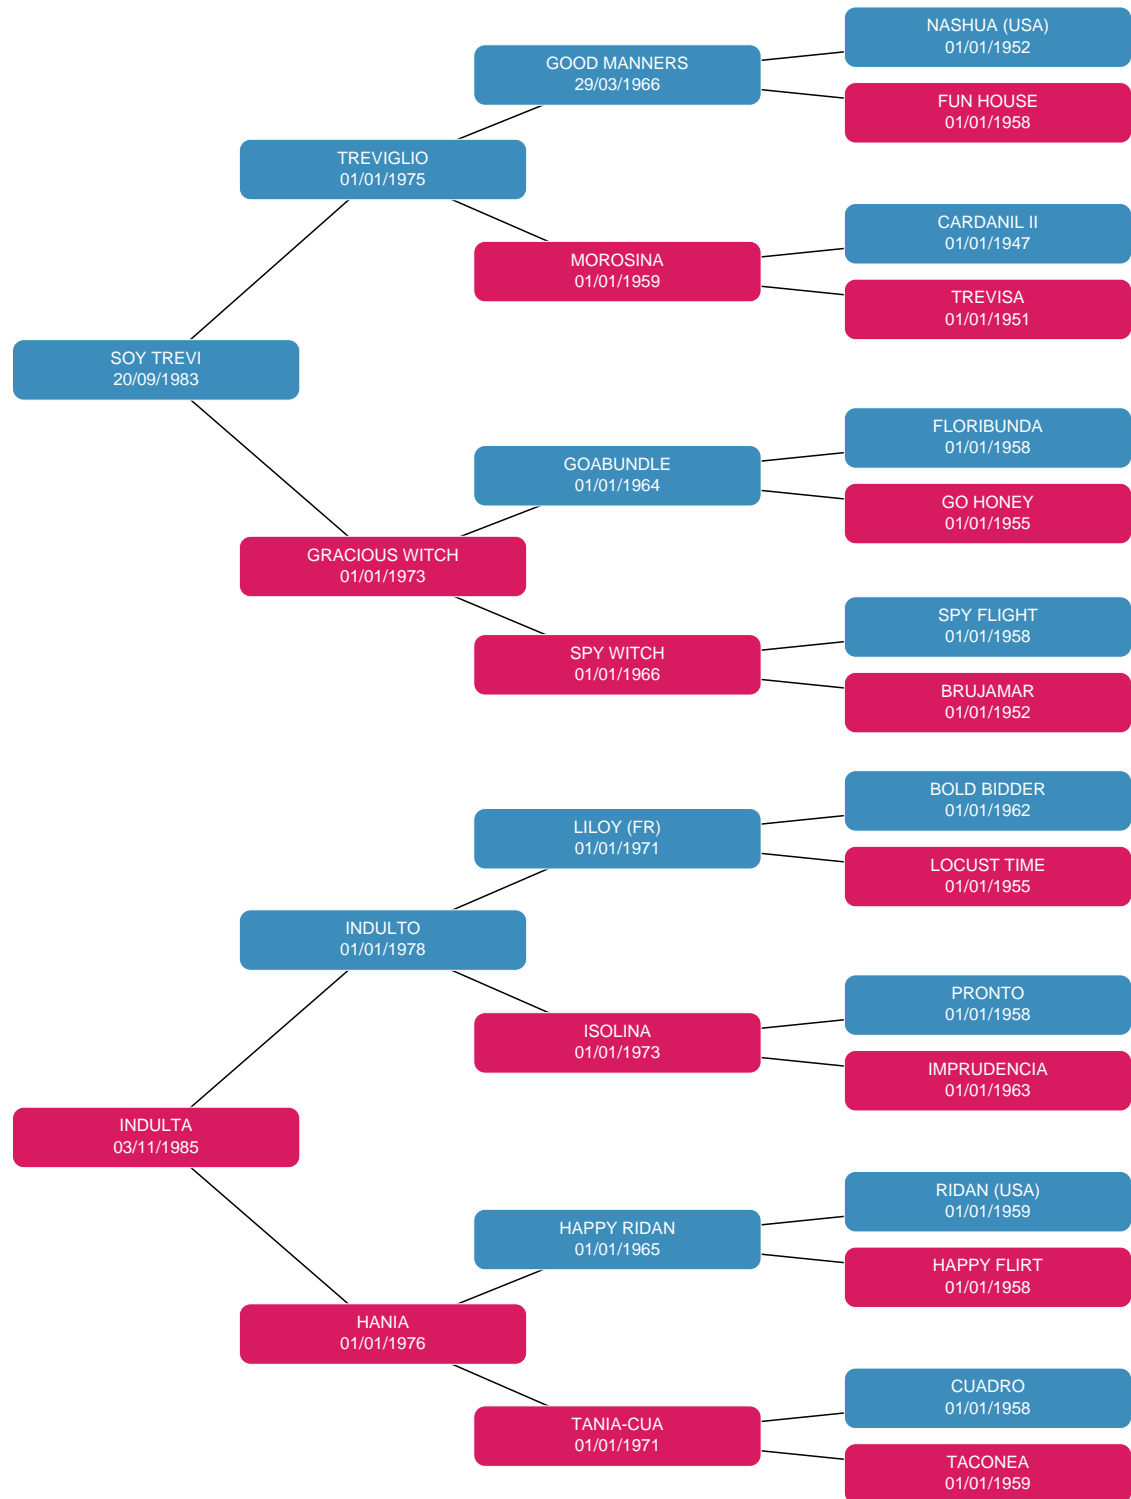 NASHUA (USA)
01/01/1952
GOOD MANNERS
29/03/1966
FUN HOUSE
01/01/1958
TREVIGLIO
01/01/1975
CARDANIL II
01/01/1947
MOROSINA
01/01/1959
TREVISA
01/01/1951
SOY TREVI
20/09/1983
FLORIBUNDA
01/01/1958
GOABUNDLE
01/01/1964
GO HONEY
01/01/1955
GRACIOUS WITCH
01/01/1973
SPY FLIGHT
01/01/1958
SPY WITCH
01/01/1966
BRUJAMAR
01/01/1952
BOLD BIDDER
01/01/1962
LILOY (FR)
01/01/1971
LOCUST TIME
01/01/1955
INDULTO
01/01/1978
PRONTO
01/01/1958
ISOLINA
01/01/1973
IMPRUDENCIA
01/01/1963
INDULTA
03/11/1985
RIDAN (USA)
01/01/1959
HAPPY RIDAN
01/01/1965
HAPPY FLIRT
01/01/1958
HANIA
01/01/1976
CUADRO
01/01/1958
TANIA-CUA
01/01/1971
TACONEA
01/01/1959